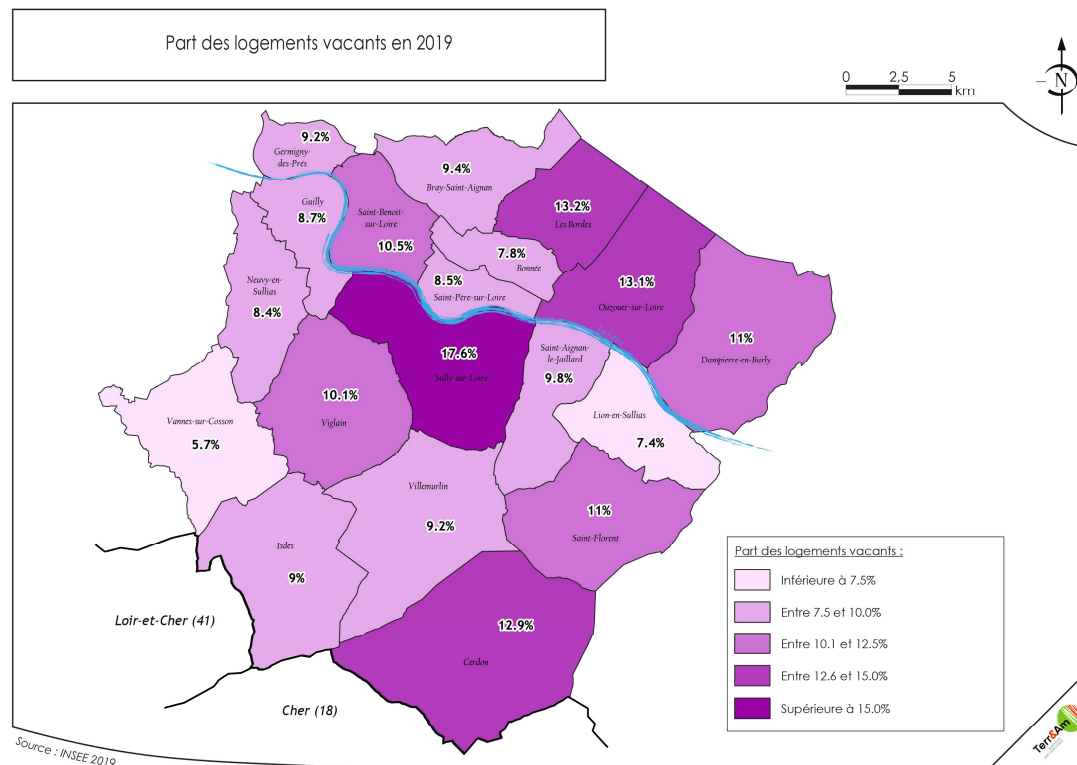 Part des logements vacants en 2019
0 2,5 5
km
N
9.2%
Germigny-
des-Prés
9.4%
Bray-Saint-Aignan
Guilly
8.7%
Saint-Benoit-
sur-Loire
10.5%
13.2%
Les Bordes
7.8%
Bonnée
8.5%
Saint-Père-sur-Loire
Neuvy-en-
Sullias
8.4%
13.1%
Ouzouer-sur-Loire
11%
Dampierre-en-Burly
17.6%
Sully-sur-Loire
Saint-Aignan-
le-Jaillard
9.8%
10.1%
Viglain
Vannes-sur-Cosson
5.7%
Lion-en-Sullias
7.4%
Villemurlin
9.2%
11%
Saint-Florent
Isdes
9%
12.9%
Cerdon
Loir-et-Cher (41)
Cher (18)
Part des logements vacants :
Inférieure à 7.5%
Entre 7.5 et 10.0%
Entre 10.1 et 12.5%
Entre 12.6 et 15.0%
Supérieure à 15.0%
Source : INSEE 2019
Terr&Am